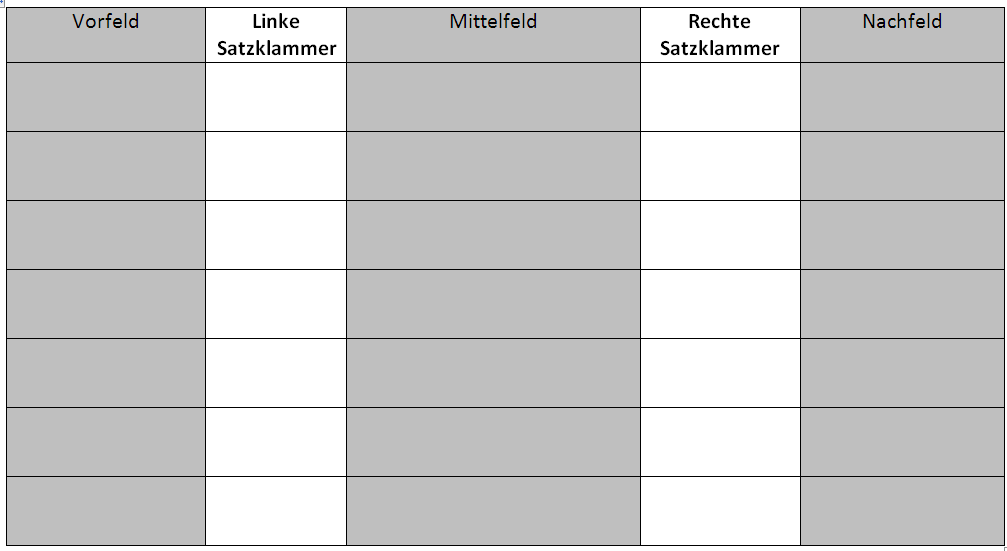 Vorfeld
Linke
Satzklammer
Mittelfeld
Rechte
Satzklammer
Nachfeld